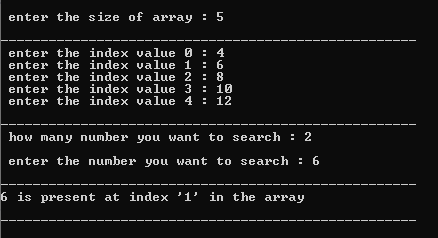 enter the size of array : 5
enter the index value 0 : 4
enter the index value 1 : 6
enter the index value 2 : 8
enter the index value 3 : 10
enter the index value 4 : 12
how many number you want to search : 2
enter the number you want to search : 6
6 is present at index '1' in the array